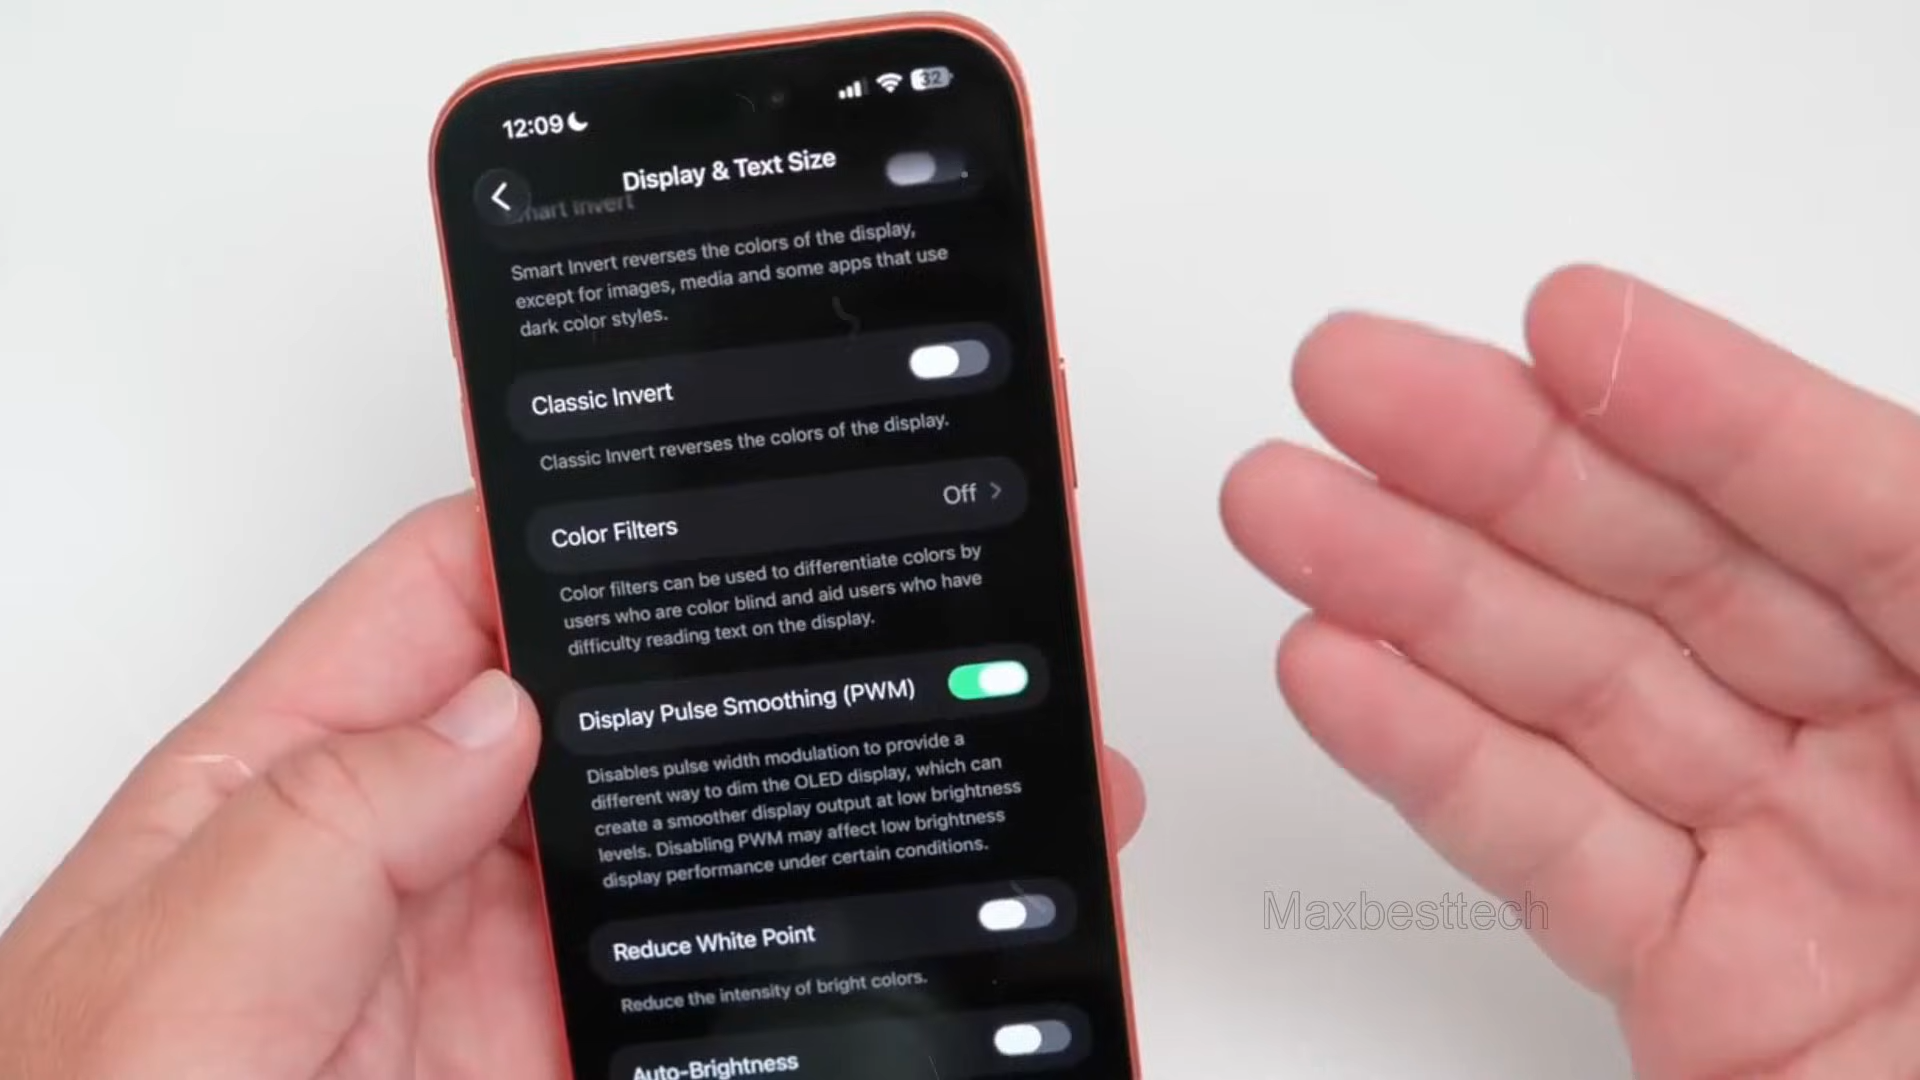 12:09
32
Display & Text Size
Smart Invert
Smart Invert reverses the colors of the display,
except for images, media and some apps that use
dark color styles.
Classic Invert
Classic Invert reverses the colors of the display.
Color Filters
Off
Color filters can be used to differentiate colors by
users who are color blind and aid users who have
difficulty reading text on the display.
Display Pulse Smoothing (PWM)
Disables pulse width modulation to provide a
different way to dim the OLED display, which can
create a smoother display output at low brightness
levels. Disabling PWM may affect low brightness
display performance under certain conditions.
Reduce White Point
Reduce the intensity of bright colors.
Auto-Brightness
Maxbesttech